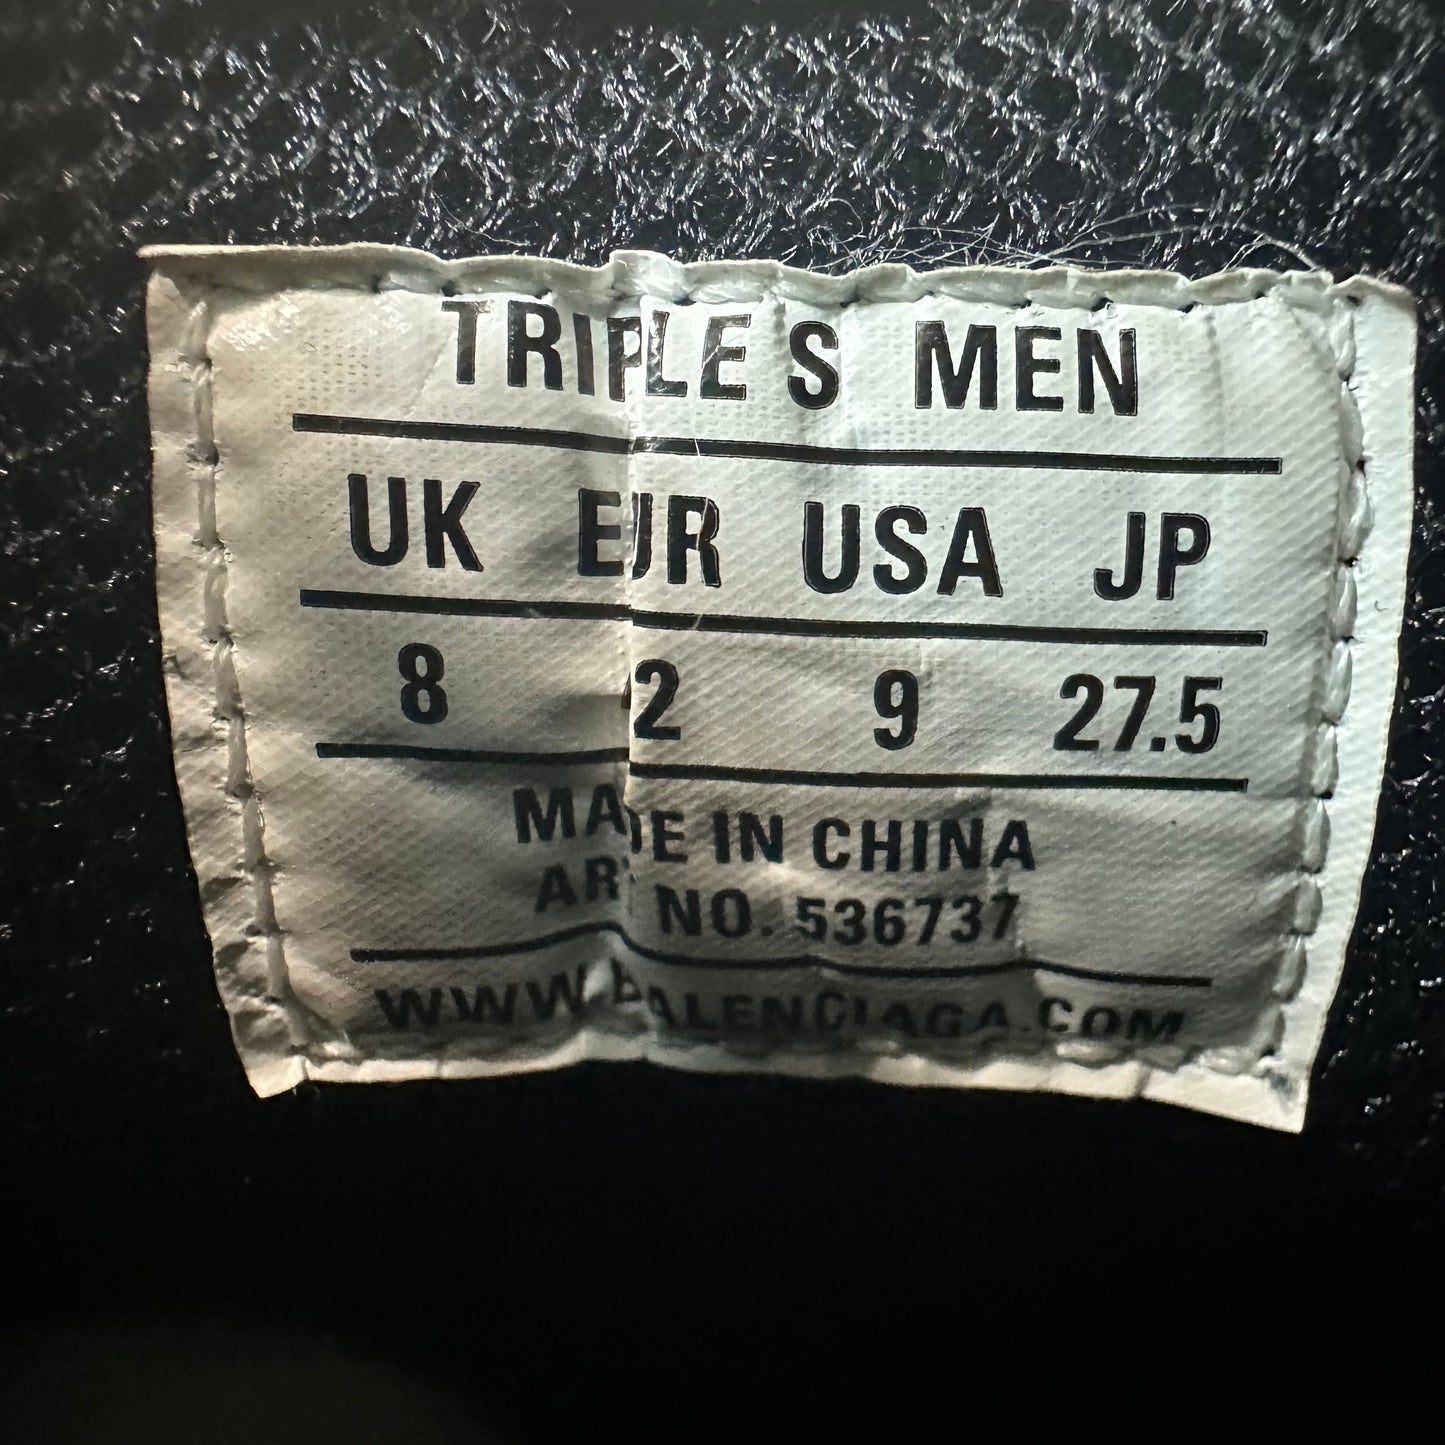 TRIPLE S MEN
UK EUR USA JP
8 42 9 27.5
MADE IN CHINA
ART NO. 536737
WWW.BALENCIAGA.COM